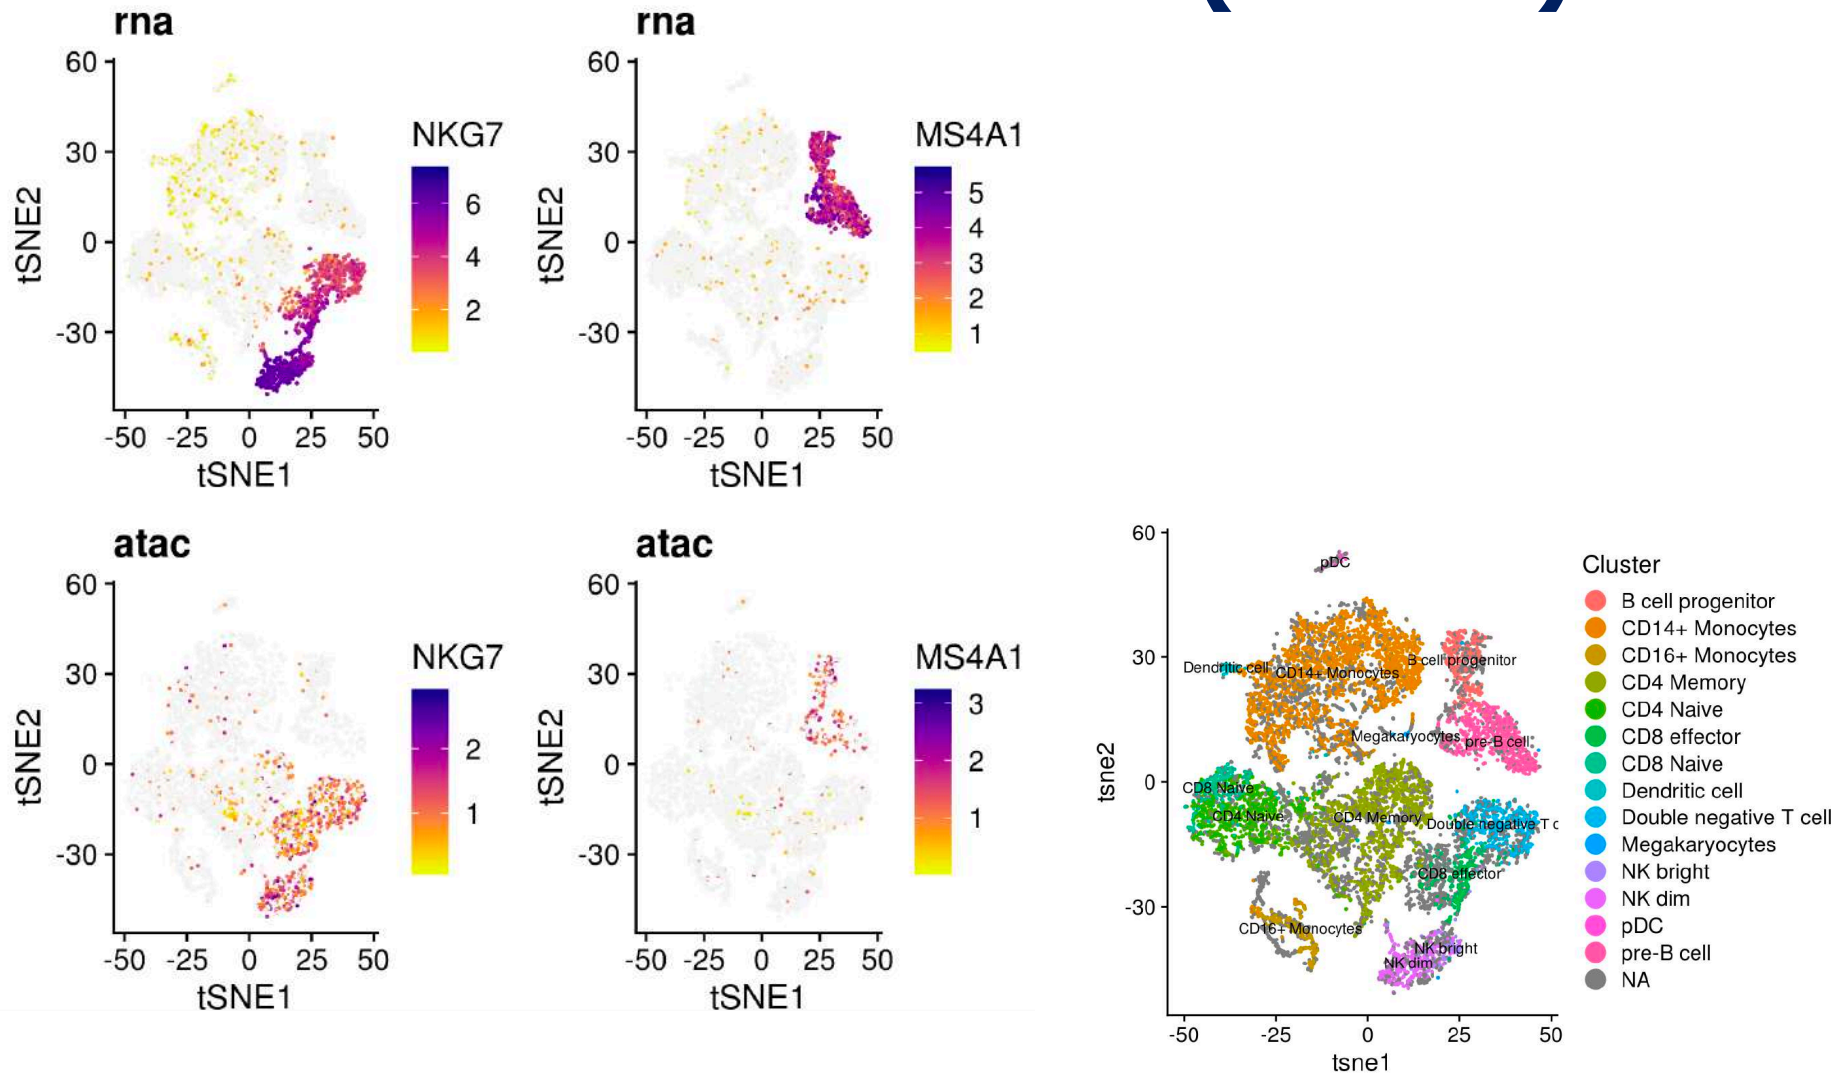 rna
60
30
0
-30
tSNE2
-50 -25 0 25 50
tSNE1
NKG7
6
4
2
rna
60
30
0
-30
tSNE2
-50 -25 0 25 50
tSNE1
MS4A1
5
4
3
2
1
atac
60
30
0
-30
tSNE2
-50 -25 0 25 50
tSNE1
NKG7
2
1
atac
60
30
0
-30
tSNE2
-50 -25 0 25 50
tSNE1
MS4A1
3
2
1
60
30
0
-30
tsne2
-50 -25 0 25 50
tsne1
pDC
Dendritic cell
CD14+ Monocytes
B cell progenitor
Megakaryocytes
pre-B cell
CD8 Naive
CD4 Naive
CD4 Memory
Double negative T c
CD8 effector
CD16+ Monocytes
NK bright
NK dim
Cluster
B cell progenitor
CD14+ Monocytes
CD16+ Monocytes
CD4 Memory
CD4 Naive
CD8 effector
CD8 Naive
Dendritic cell
Double negative T cell
Megakaryocytes
NK bright
NK dim
pDC
pre-B cell
NA